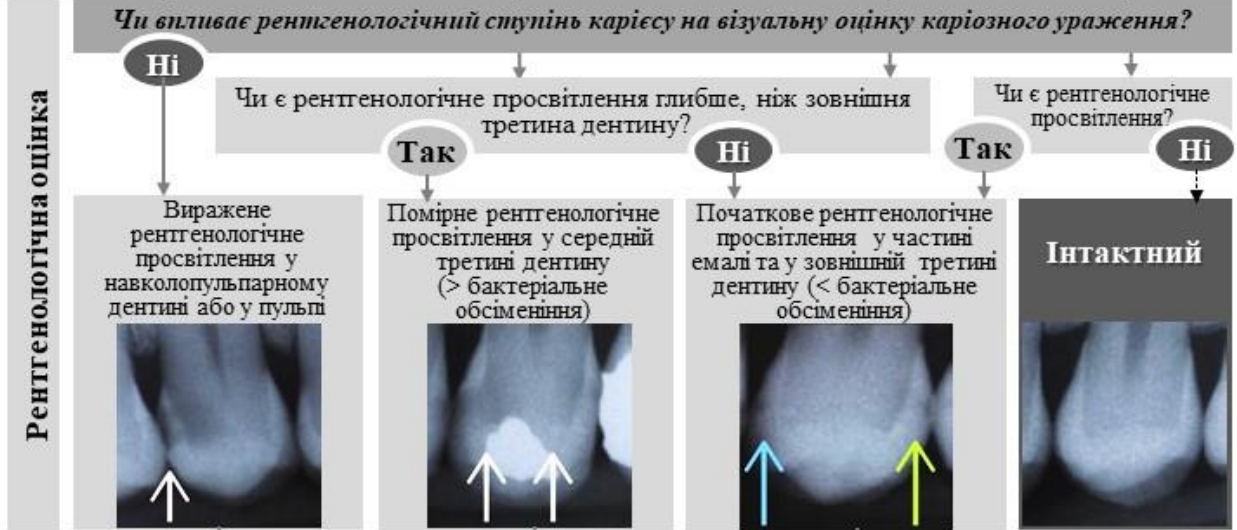 Рентгенологічна оцінка
Чи впливає рентгенологічний ступінь карієсу на візуальну оцінку каріозного ураження?
Ні
Чи є рентгенологічне просвітлення глибше, ніж зовнішня
третина дентину?
Чи є рентгенологічне
просвітлення?
Так
Ні
Так
Ні
Виражене
рентгенологічне
просвітлення у
навколопульпарному
дентині або у пульпі
Помірне рентгенологічне
просвітлення у середній
третині дентину
(> бактеріальне
обсіменіння)
Початкове рентгенологічне
просвітлення у частині
емалі та у зовнішній третині
дентину (< бактеріальне
обсіменіння)
Інтактний